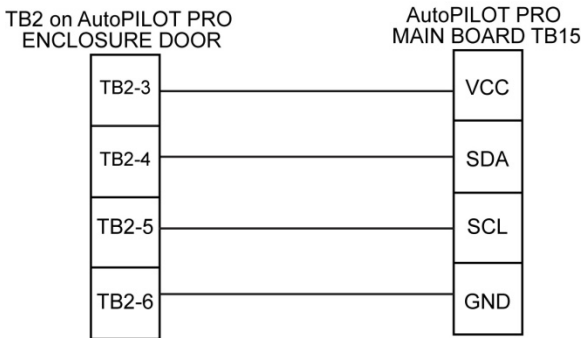 TB2 on AutoPILOT PRO
ENCLOSURE DOOR
AutoPILOT PRO
MAIN BOARD TB15
TB2-3
VCC
TB2-4
SDA
TB2-5
SCL
TB2-6
GND